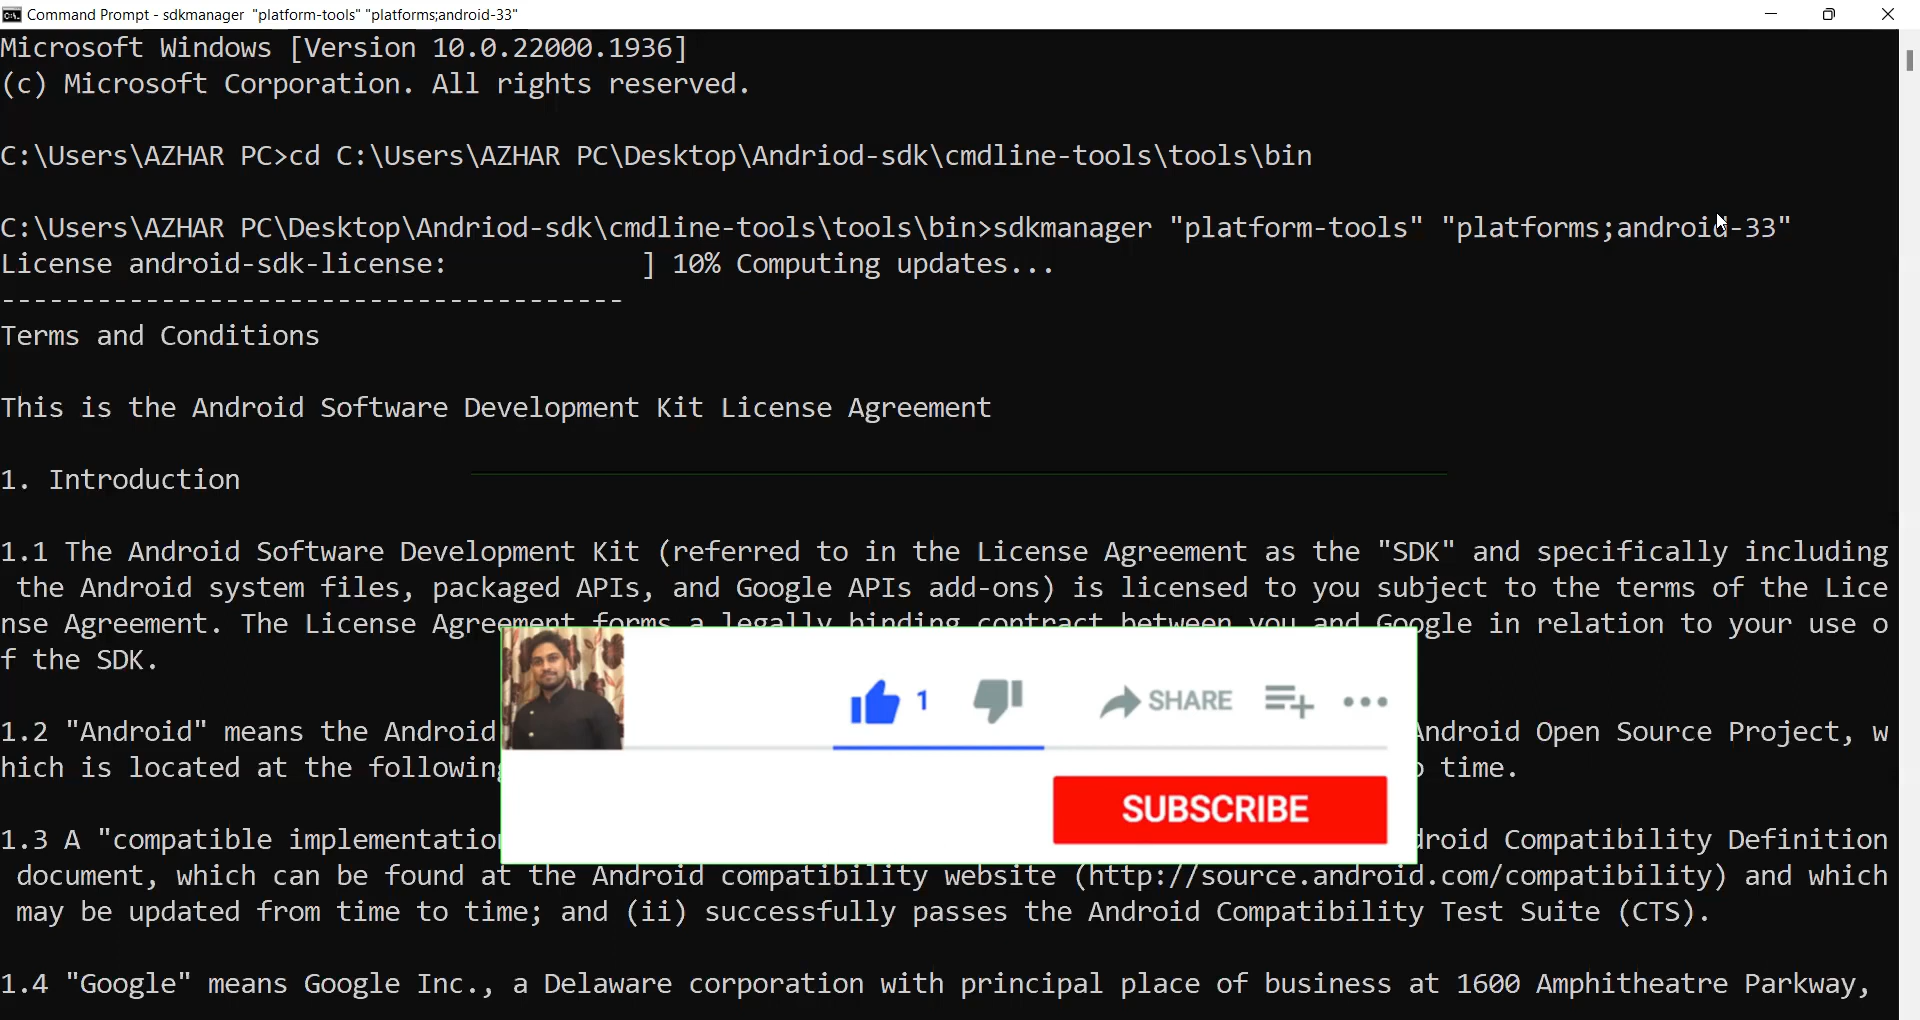 Command Prompt - sdkmanager "platform-tools" "platforms;android-33"
Microsoft Windows [Version 10.0.22000.1936]
(c) Microsoft Corporation. All rights reserved.
C:\Users\AZHAR PC>cd C:\Users\AZHAR PC\Desktop\Andriod-sdk\cmdline-tools\tools\bin
C:\Users\AZHAR PC\Desktop\Andriod-sdk\cmdline-tools\tools\bin>sdkmanager "platform-tools" "platforms;android-33"
License android-sdk-license:            ] 10% Computing updates...
---------------------------------------
Terms and Conditions
This is the Android Software Development Kit License Agreement
1. Introduction
1.1 The Android Software Development Kit (referred to in the License Agreement as the "SDK" and specifically including
the Android system files, packaged APIs, and Google APIs add-ons) is licensed to you subject to the terms of the Lice
nse Agreement. The License Agreement forms a legally binding contract between you and Google in relation to your use o
f the SDK.
1 SHARE
1.2 "Android" means the Android Android Open Source Project, w
hich is located at the following time.
SUBSCRIBE
1.3 A "compatible droid Compatibility Definition
document, which can be found at the Android compatibility website (http://source.android.com/compatibility) and which
may be updated from time to time; and (ii) successfully passes the Android Compatibility Test Suite (CTS).
1.4 "Google" means Google Inc., a Delaware corporation with principal place of business at 1600 Amphitheatre Parkway,